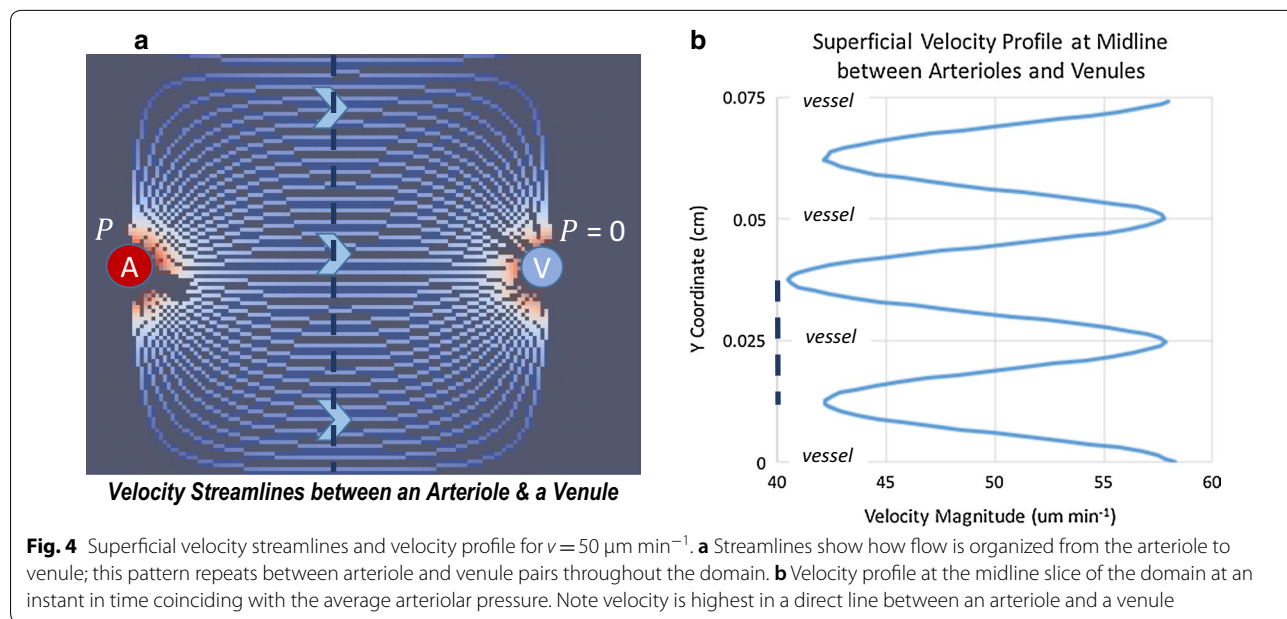 a
P
P = 0
A
V
Velocity Streamlines between an Arteriole & a Venule
b
Superficial Velocity Profile at Midline
between Arterioles and Venules
Y Coordinate (cm)
0.075
0.05
0.025
0
vessel
vessel
vessel
vessel
40 45 50 55 60
Velocity Magnitude (um min⁻¹)
Fig. 4 Superficial velocity streamlines and velocity profile for v = 50 µm min⁻¹. a Streamlines show how flow is organized from the arteriole to
venule; this pattern repeats between arteriole and venule pairs throughout the domain. b Velocity profile at the midline slice of the domain at an
instant in time coinciding with the average arteriolar pressure. Note velocity is highest in a direct line between an arteriole and a venule